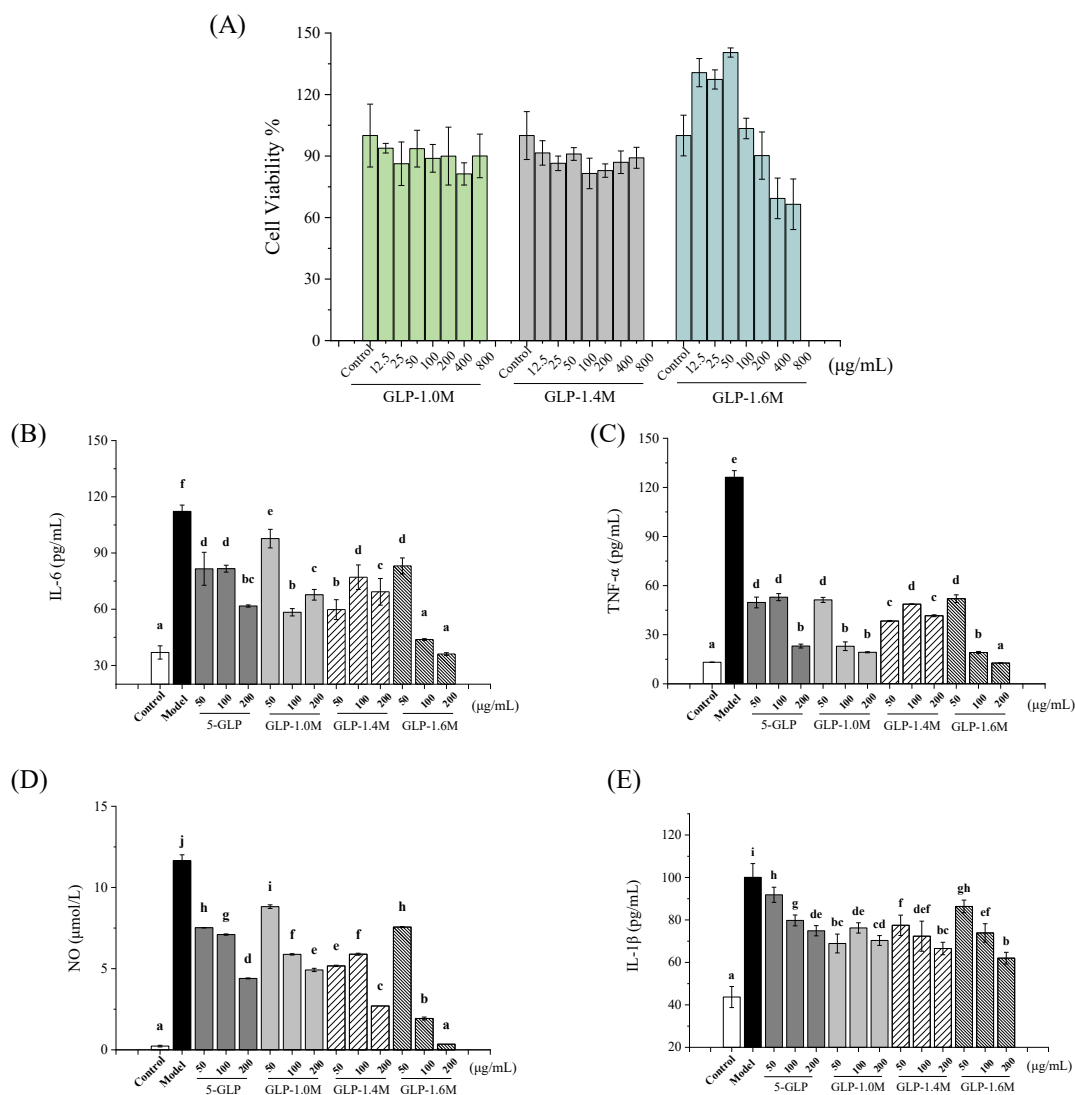 (A)
Cell Viability %
150
120
90
60
30
0
Control 12.5 25 50 100 200 400 800 Control 12.5 25 50 100 200 400 800 Control 12.5 25 50 100 200 400 800 (μg/mL)
GLP-1.0M GLP-1.4M GLP-1.6M
(B)
IL-6 (pg/mL)
150
120
90
60
30
a f d d bc e b c d d c d a a
Control Model 50 100 200 50 100 200 50 100 200 50 100 200 (μg/mL)
5-GLP GLP-1.0M GLP-1.4M GLP-1.6M
(C)
TNF-α (pg/mL)
150
120
90
60
30
0
a e d d b d b b c d c d b a
Control Model 50 100 200 50 100 200 50 100 200 50 100 200 (μg/mL)
5-GLP GLP-1.0M GLP-1.4M GLP-1.6M
(D)
NO (μmol/L)
15
10
5
0
a j h g d i f e e f c h b a
Control Model 50 100 200 50 100 200 50 100 200 50 100 200 (μg/mL)
5-GLP GLP-1.0M GLP-1.4M GLP-1.6M
(E)
IL-1β (pg/mL)
120
100
80
60
40
20
a i h g de bc de cd f def bc gh ef b
Control Model 50 100 200 50 100 200 50 100 200 50 100 200 (μg/mL)
5-GLP GLP-1.0M GLP-1.4M GLP-1.6M